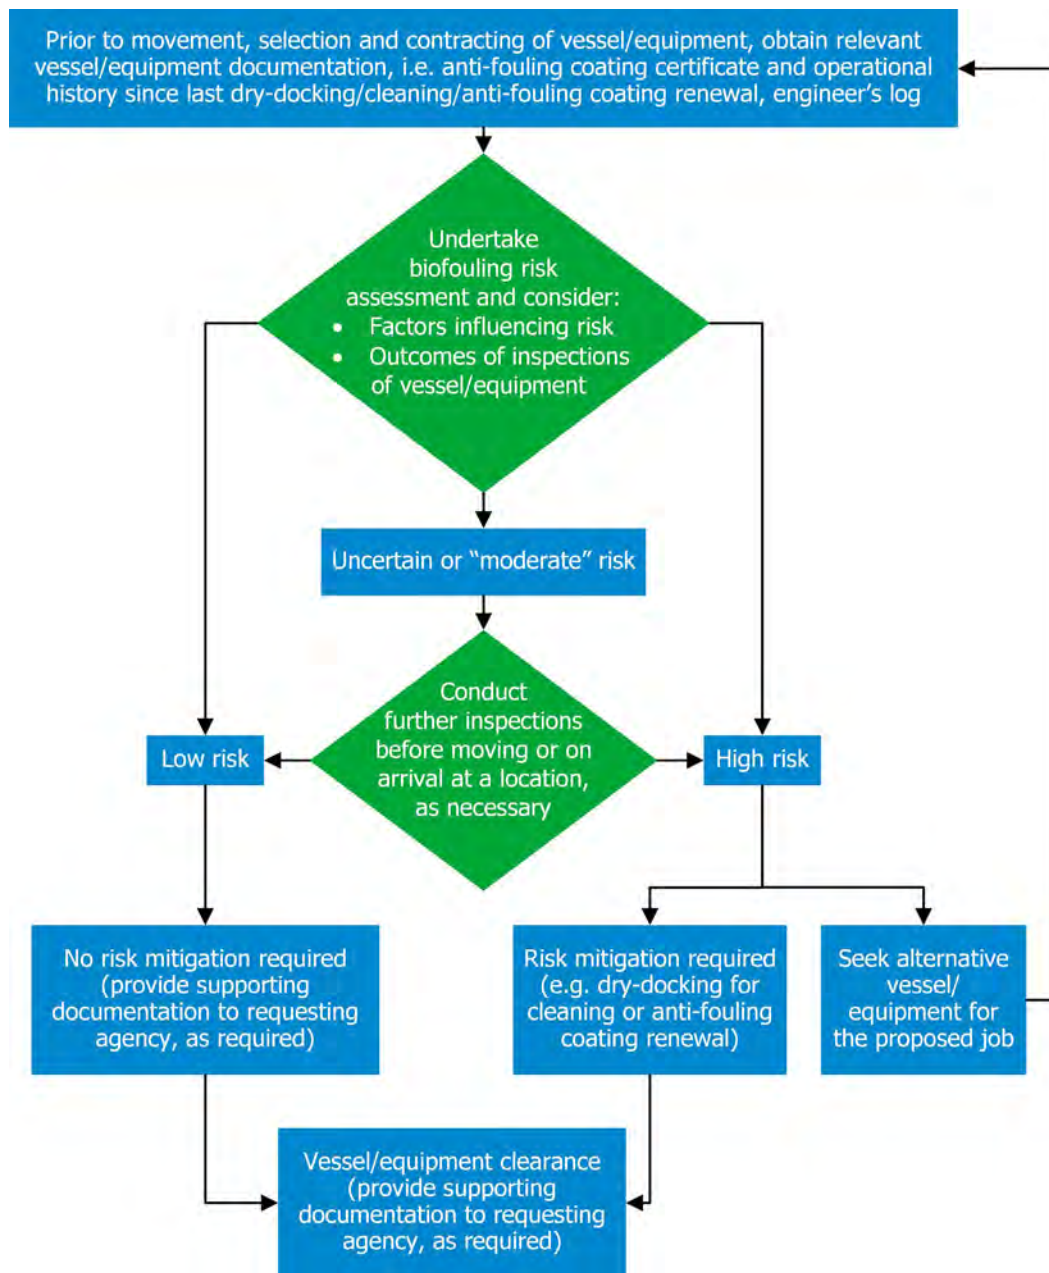 Prior to movement, selection and contracting of vessel/equipment, obtain relevant
vessel/equipment documentation, i.e. anti-fouling coating certificate and operational
history since last dry-docking/cleaning/anti-fouling coating renewal, engineer’s log
Undertake
biofouling risk
assessment and consider:
• Factors influencing risk
• Outcomes of inspections
of vessel/equipment
Uncertain or “moderate” risk
Conduct
further inspections
before moving or on
arrival at a location,
as necessary
Low risk
High risk
No risk mitigation required
(provide supporting
documentation to requesting
agency, as required)
Risk mitigation required
(e.g. dry-docking for
cleaning or anti-fouling
coating renewal)
Seek alternative
vessel/
equipment for
the proposed job
Vessel/equipment clearance
(provide supporting
documentation to requesting
agency, as required)